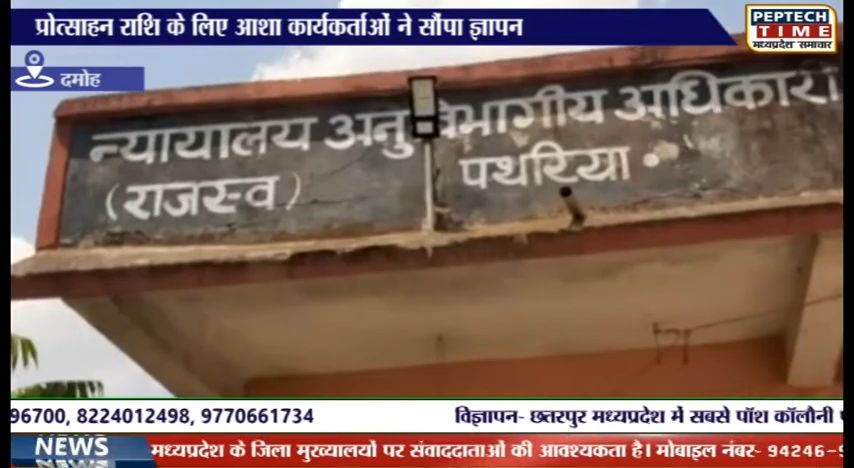 प्रोत्साहन राशि के लिए आशा कार्यकर्ताओं ने सौंपा ज्ञापन
PEPTECH
TIME
मध्यप्रदेश समाचार
दमोह
न्यायालय अनुविभागीय अधिकारी
(राजस्व) पथरिया
96700, 8224012498, 9770661734 विज्ञापन- छतरपुर मध्यप्रदेश में सबसे पॉश कॉलौनी
NEWS
मध्यप्रदेश के जिला मुख्यालयों पर संवाददाताओं की आवश्यकता है। मोबाइल नंबर- 94246-9